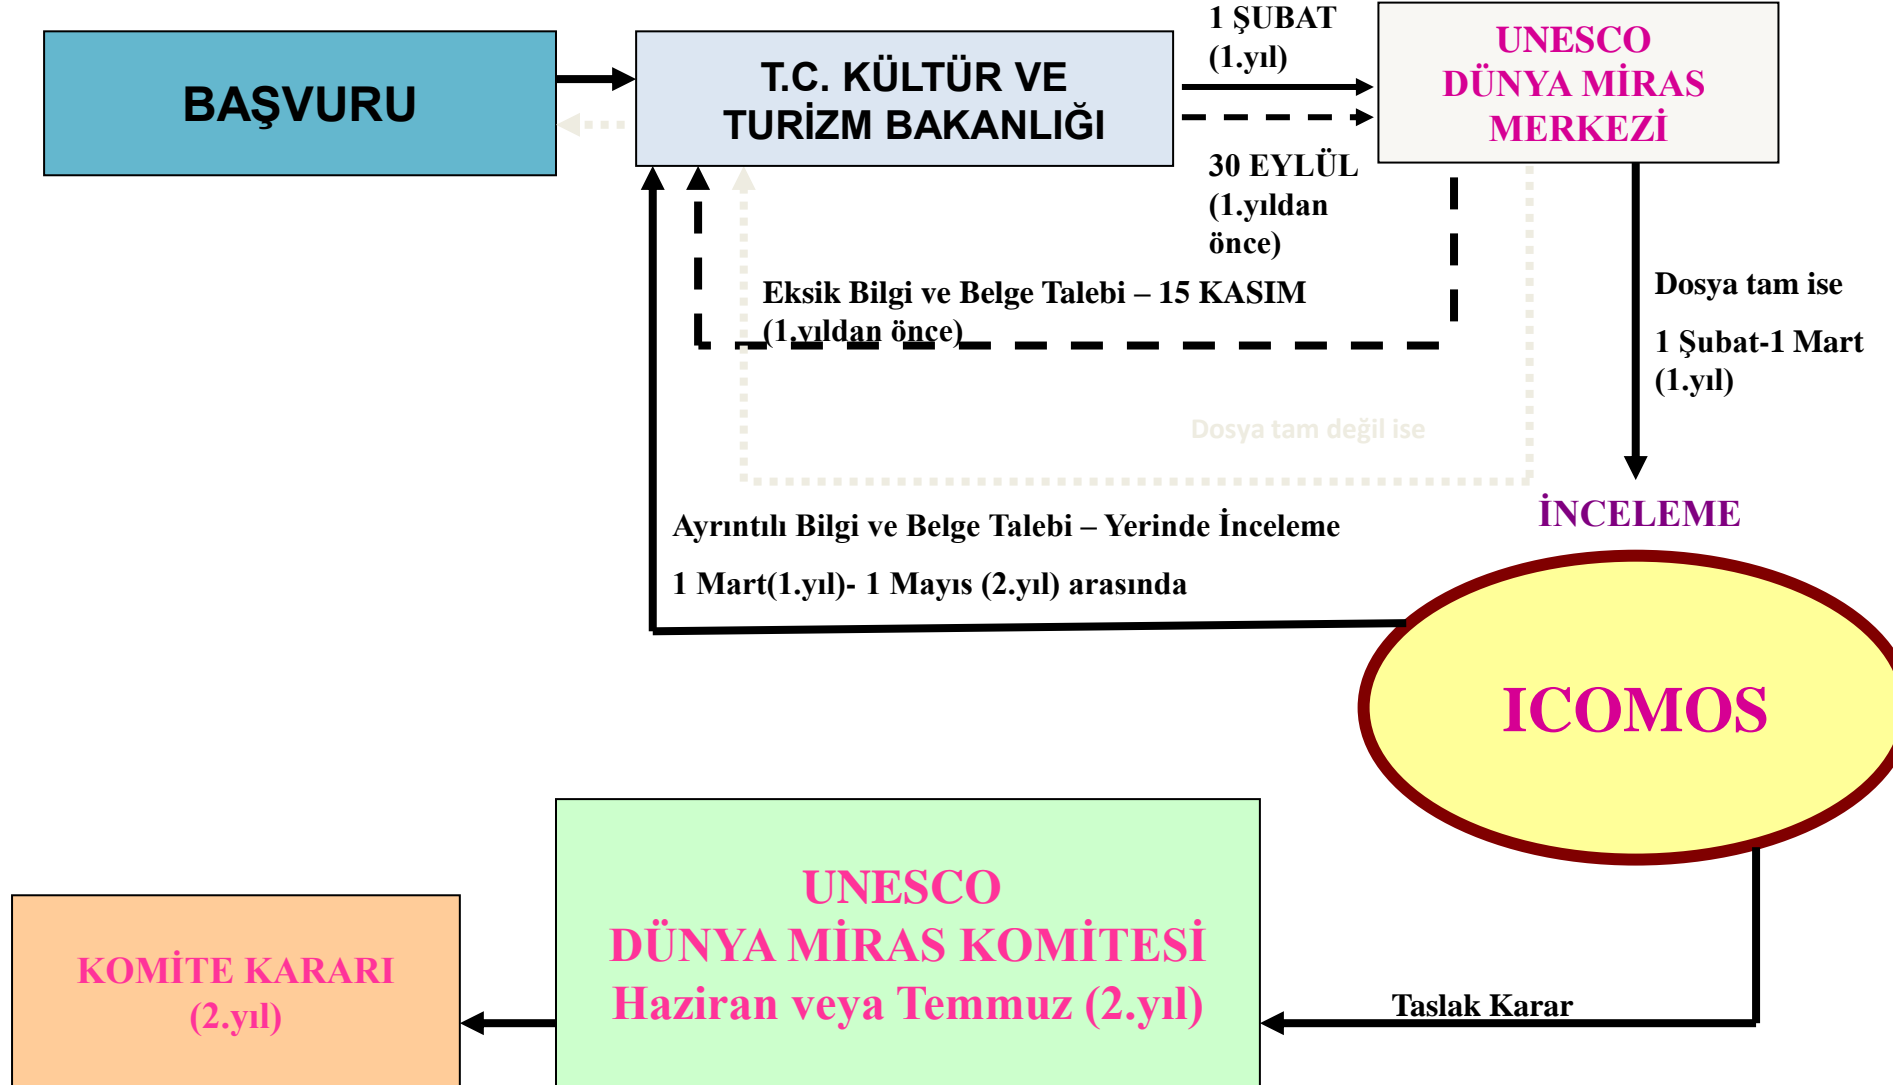 BAŞVURU
T.C. KÜLTÜR VE
TURİZM BAKANLIĞI
1 ŞUBAT
(1.yıl)
30 EYLÜL
(1.yıldan
önce)
UNESCO
DÜNYA MİRAS
MERKEZİ
Eksik Bilgi ve Belge Talebi – 15 KASIM
(1.yıldan önce)
Dosya tam ise
1 Şubat-1 Mart
(1.yıl)
Dosya tam değil ise
Ayrıntılı Bilgi ve Belge Talebi – Yerinde İnceleme
1 Mart(1.yıl)- 1 Mayıs (2.yıl) arasında
İNCELEME
ICOMOS
Taslak Karar
UNESCO
DÜNYA MİRAS KOMİTESİ
Haziran veya Temmuz (2.yıl)
KOMİTE KARARI
(2.yıl)